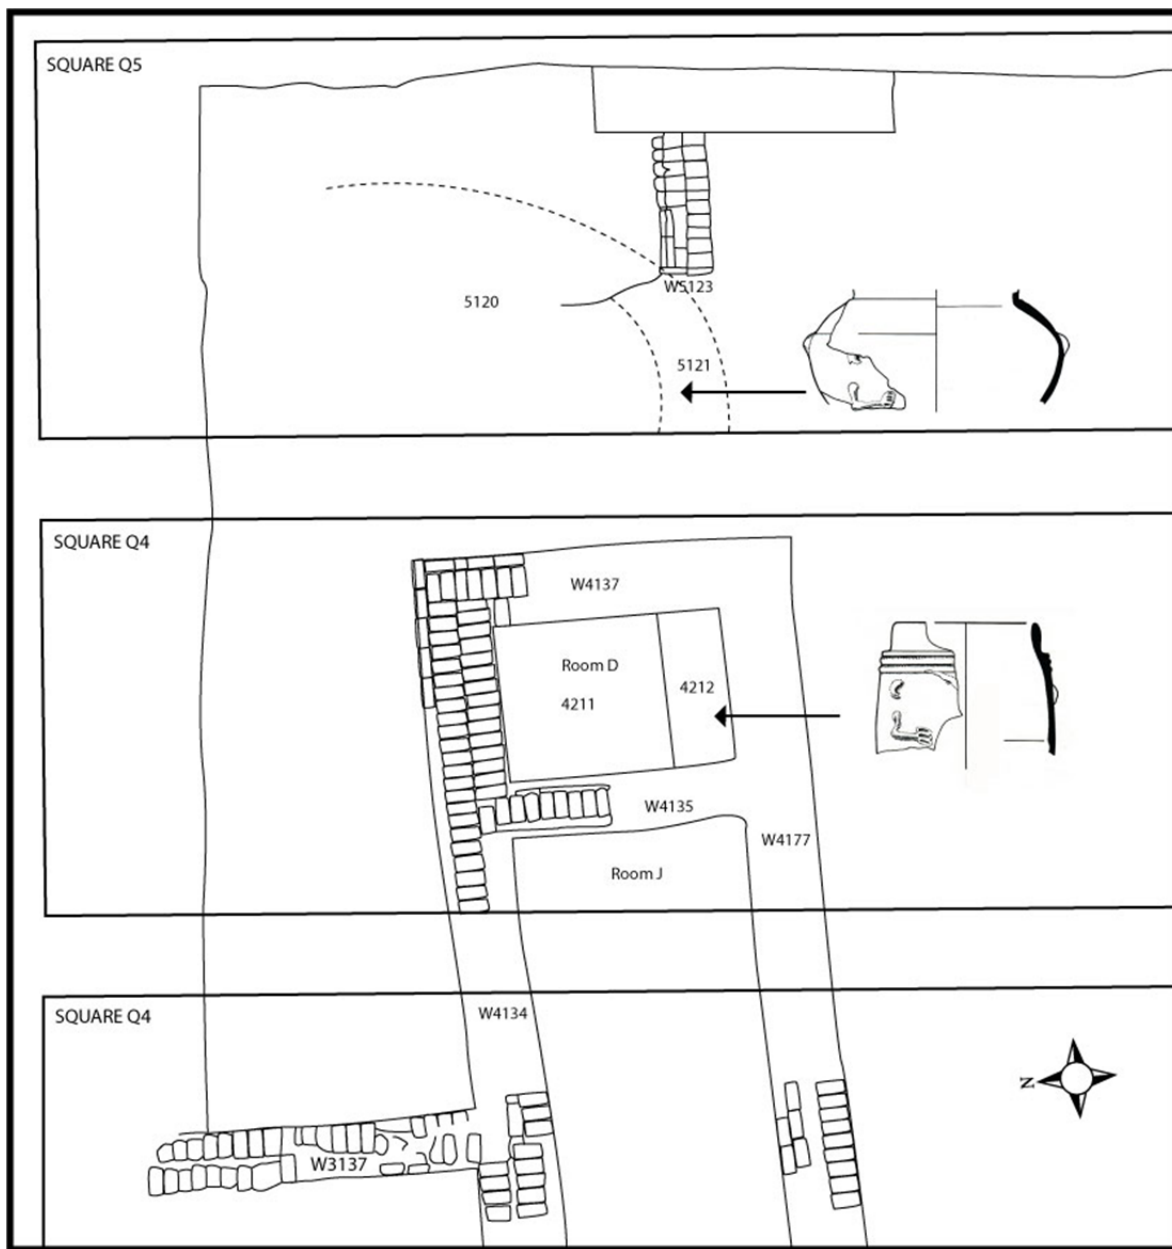 SQUARE Q5
5120
W5123
5121
SQUARE Q4
W4137
Room D
4211
4212
W4135
W4177
Room J
SQUARE Q4
W4134
N
W3137